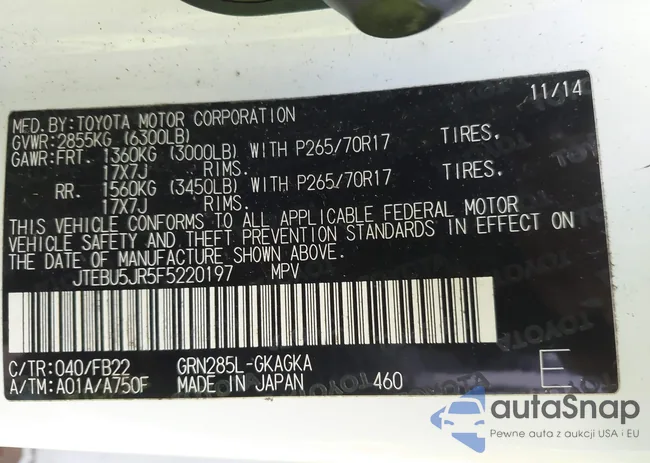 11/14
MFD.BY:TOYOTA MOTOR CORPORATION
GVWR:2855KG (6300LB)
GAWR:FRT. 1360KG (3000LB) WITH P265/70R17 TIRES.
17X7J RIMS.
RR. 1560KG (3450LB) WITH P265/70R17 TIRES.
17X7J RIMS.
THIS VEHICLE CONFORMS TO ALL APPLICABLE FEDERAL MOTOR
VEHICLE SAFETY AND THEFT PREVENTION STANDARDS IN EFFECT ON
THE DATE OF MANUFACTURE SHOWN ABOVE.
JTEBU5JR5F5220197 MPV
C/TR:040/FB22 GRN285L-GKAGKA
A/TM:A01A/A750F MADE IN JAPAN 460 E
autaSnap
Pewne auta z aukcji USA i EU